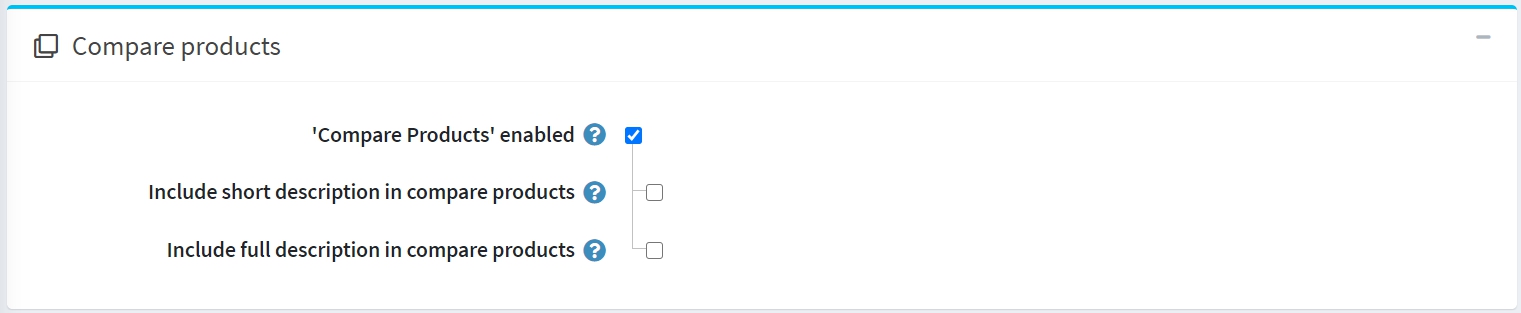 Compare products
'Compare Products' enabled ?
Include short description in compare products ?
Include full description in compare products ?